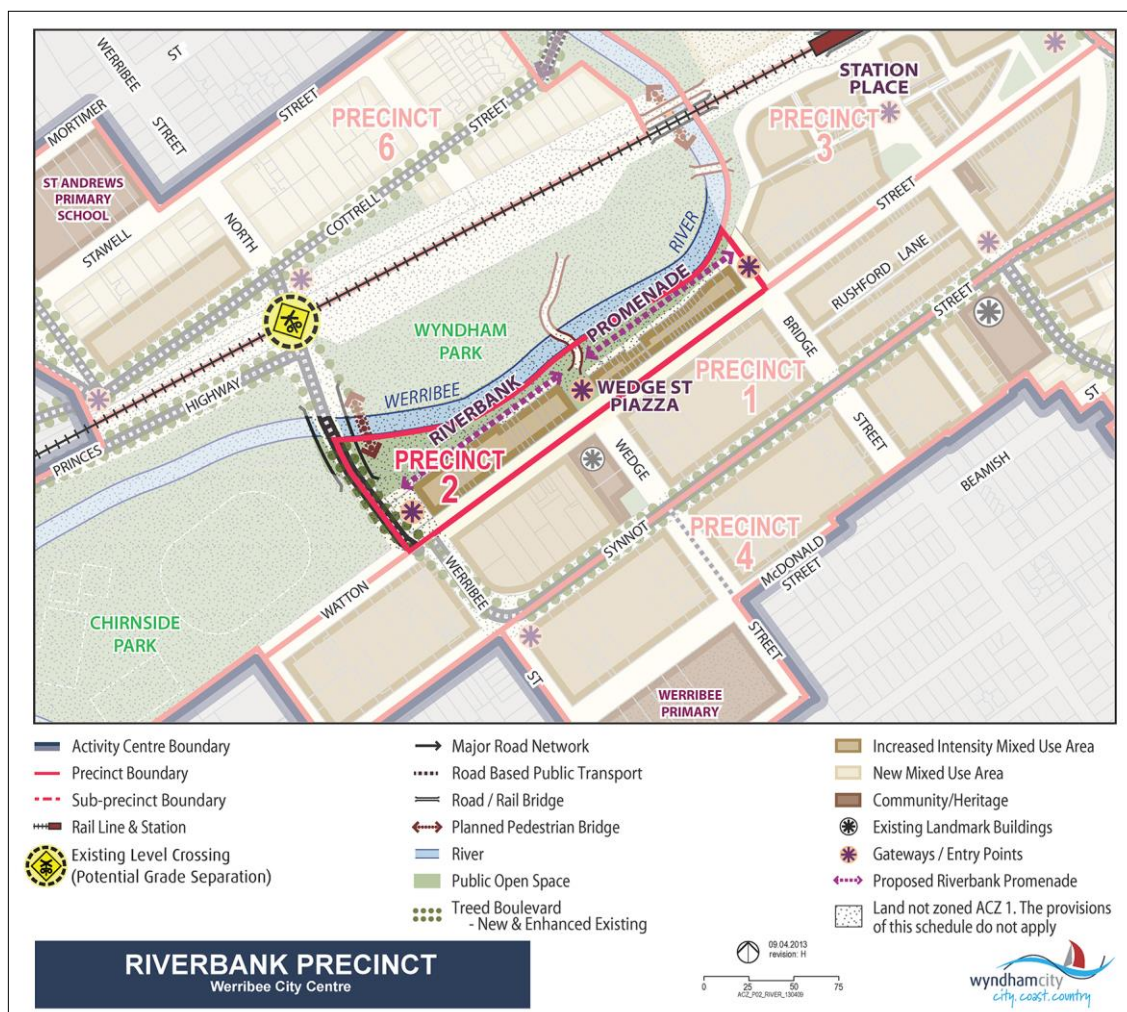 WERRIBEE
ST
MORTIMER
STREET
STREET
PRECINCT
6
STREET
ST ANDREWS
PRIMARY
SCHOOL
STAWELL
NORTH
COTTRELL
STATION
PLACE
PRECINCT
3
STREET
RIVER
RUSHFORD LANE
STREET
WYNDHAM
PARK
PROMENADE
BRIDGE
HIGHWAY
WERRIBEE
RIVERBANK
WEDGE ST
PIAZZA
PRECINCT
1
ST
PRINCES
PRECINCT
2
WEDGE
STREET
BEAMISH
SYNNOT
PRECINCT
4
McDONALD
STREET
WERRIBEE
WATTON
CHIRNSIDE
PARK
STREET
ST
WERRIBEE
PRIMARY
Activity Centre Boundary
Precinct Boundary
Sub-precinct Boundary
Rail Line & Station
Existing Level Crossing
(Potential Grade Separation)
Major Road Network
Road Based Public Transport
Road / Rail Bridge
Planned Pedestrian Bridge
River
Public Open Space
Treed Boulevard
- New & Enhanced Existing
Increased Intensity Mixed Use Area
New Mixed Use Area
Community/Heritage
Existing Landmark Buildings
Gateways / Entry Points
Proposed Riverbank Promenade
Land not zoned ACZ 1. The provisions
of this schedule do not apply
RIVERBANK PRECINCT
Werribee City Centre
09.04.2013
revision: H
0 25 50 75
ACZ_P02_RIVER_130409
wyndhamcity
city. coast. country